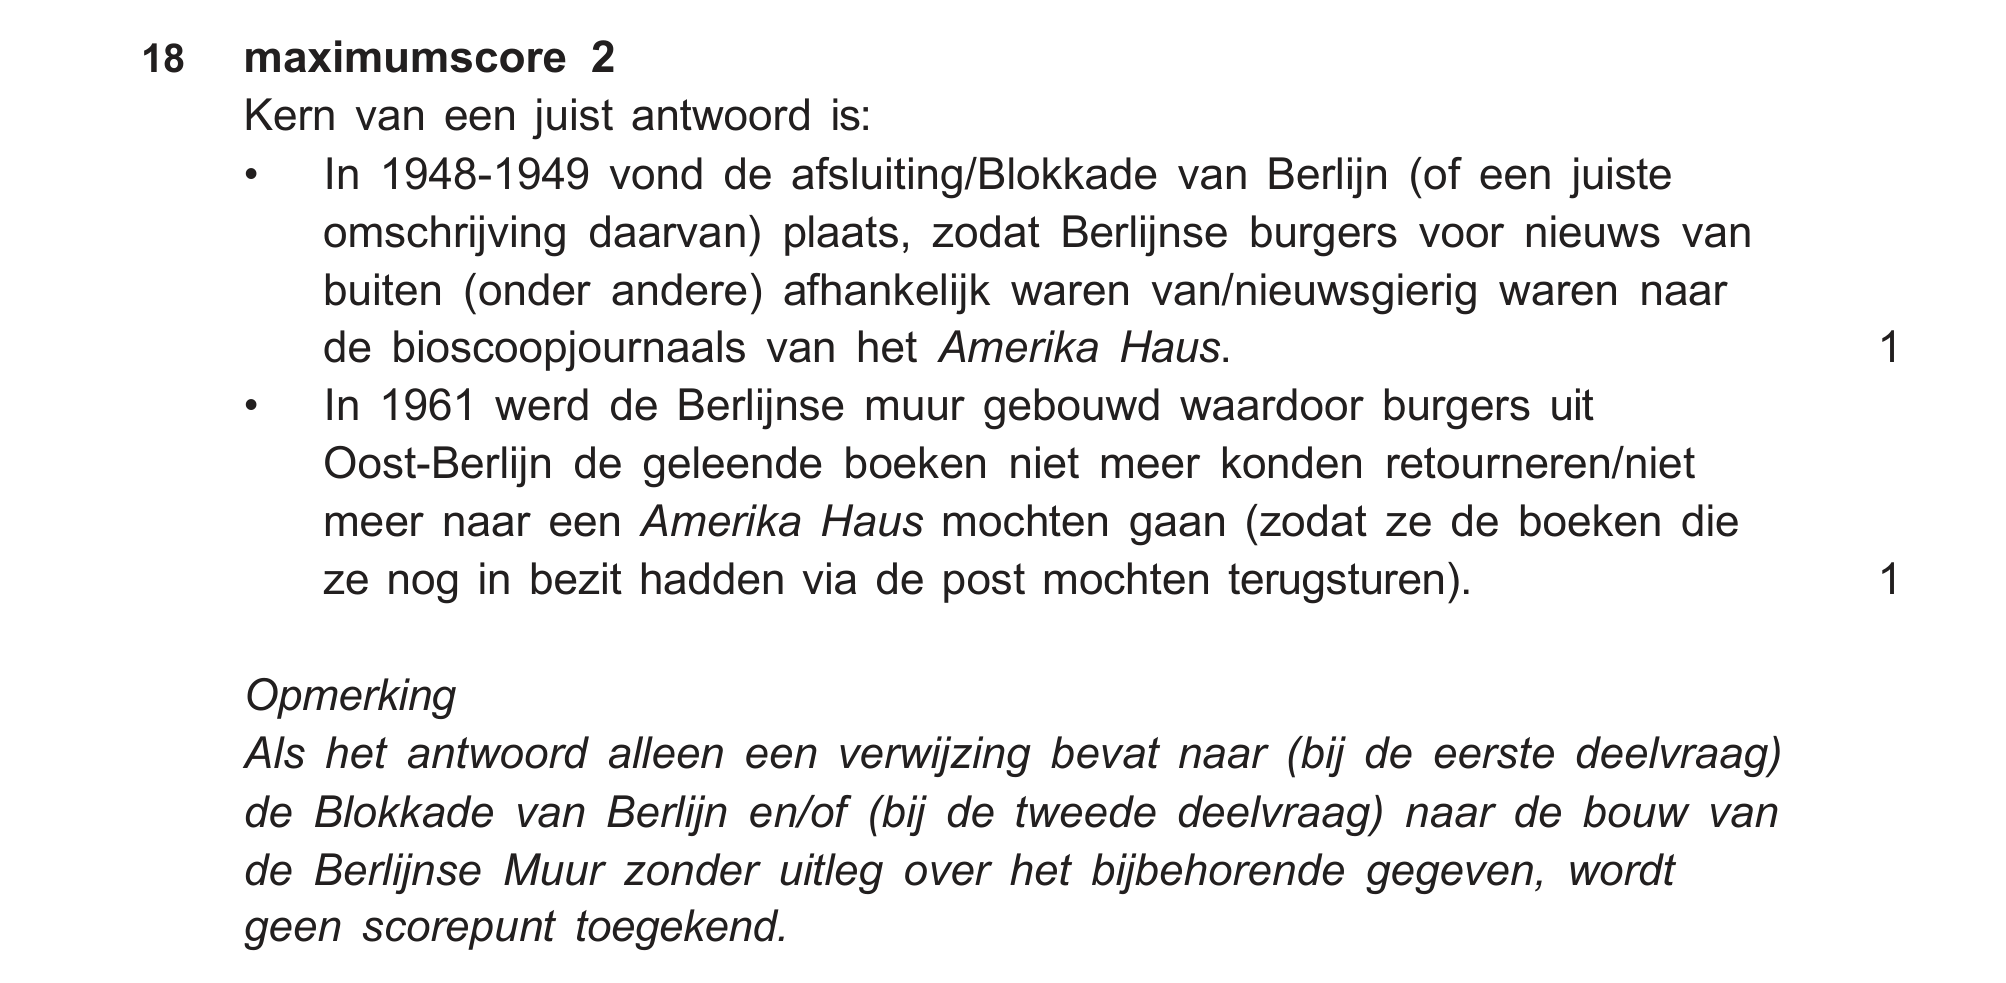 18 maximumscore 2
Kern van een juist antwoord is:
• In 1948-1949 vond de afsluiting/Blokkade van Berlijn (of een juiste
omschrijving daarvan) plaats, zodat Berlijnse burgers voor nieuws van
buiten (onder andere) afhankelijk waren van/nieuwsgierig waren naar
de bioscoopjournaals van het Amerika Haus. 1
• In 1961 werd de Berlijnse muur gebouwd waardoor burgers uit
Oost-Berlijn de geleende boeken niet meer konden retourneren/niet
meer naar een Amerika Haus mochten gaan (zodat ze de boeken die
ze nog in bezit hadden via de post mochten terugsturen). 1
Opmerking
Als het antwoord alleen een verwijzing bevat naar (bij de eerste deelvraag)
de Blokkade van Berlijn en/of (bij de tweede deelvraag) naar de bouw van
de Berlijnse Muur zonder uitleg over het bijbehorende gegeven, wordt
geen scorepunt toegekend.